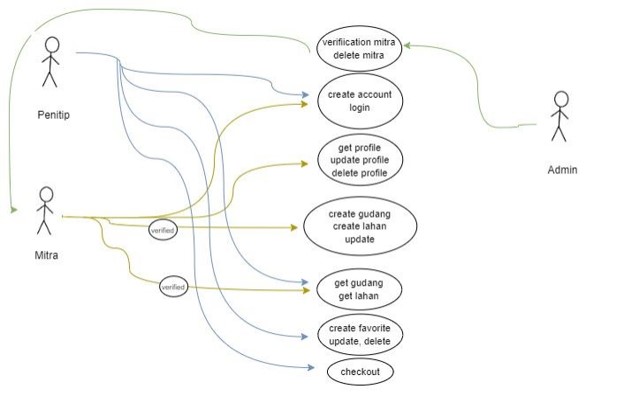 verifiication mitra
delete mitra
Penitip
create account
login
get profile
update profile
delete profile
Admin
Mitra
verified
create gudang
create lahan
update
verified
get gudang
get lahan
create favorite
update, delete
checkout